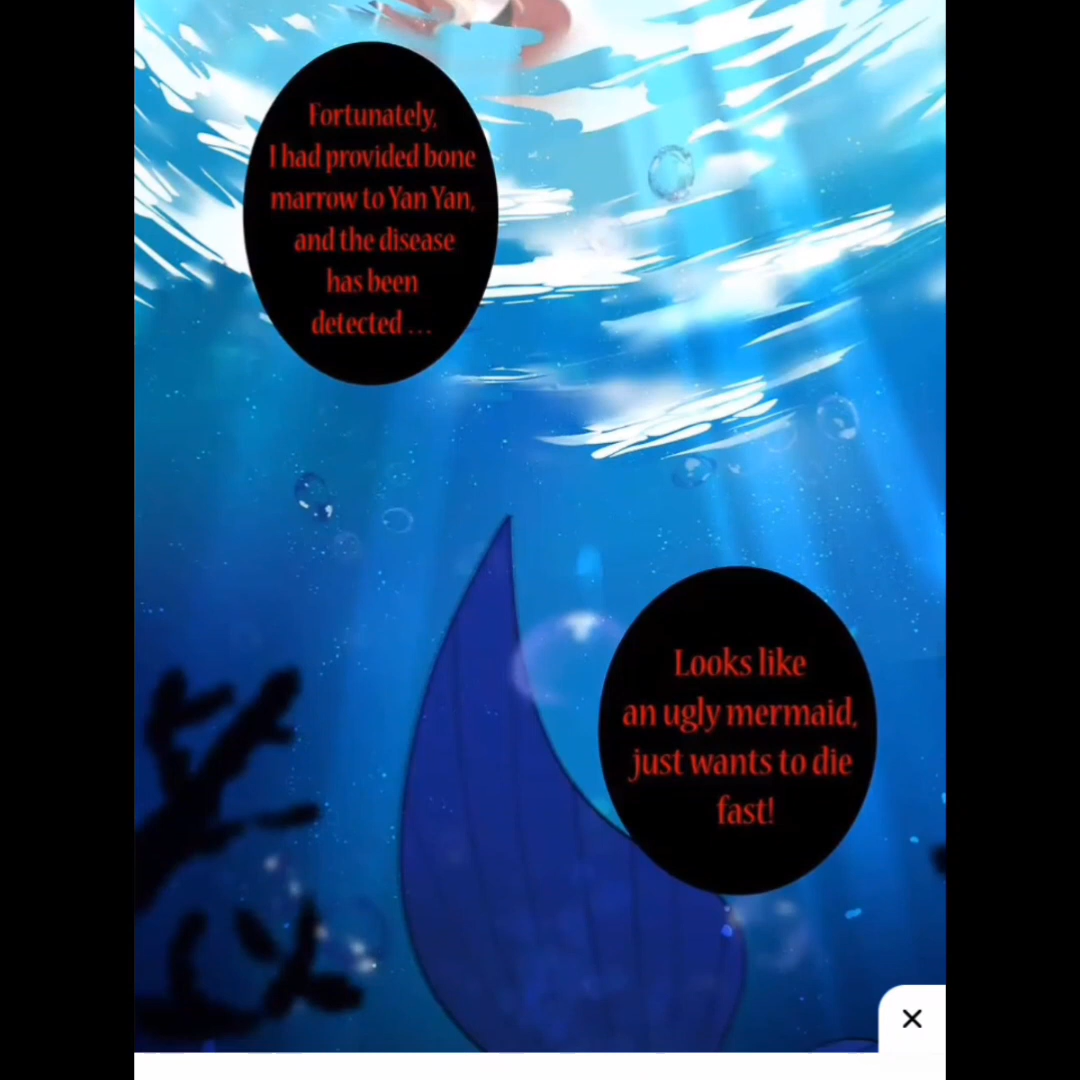 Fortunately,
I had provided bone
marrow to Yan Yan,
and the disease
has been
detected ...
Looks like
an ugly mermaid,
just wants to die
fast!